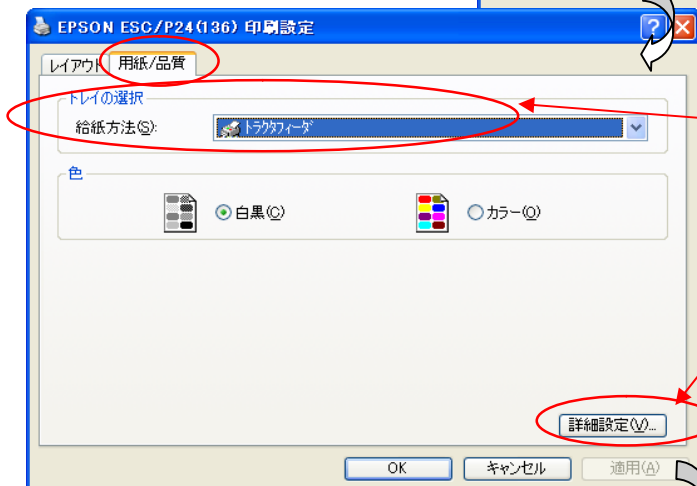 EPSON ESC/P24(136) 印刷設定
レイアウト 用紙/品質
トレイの選択
給紙方法(S): ﾄﾗｸﾀﾌｨｰﾀﾞ
色
白黒(C) カラー(O)
詳細設定(V)...
OK キャンセル 適用(A)